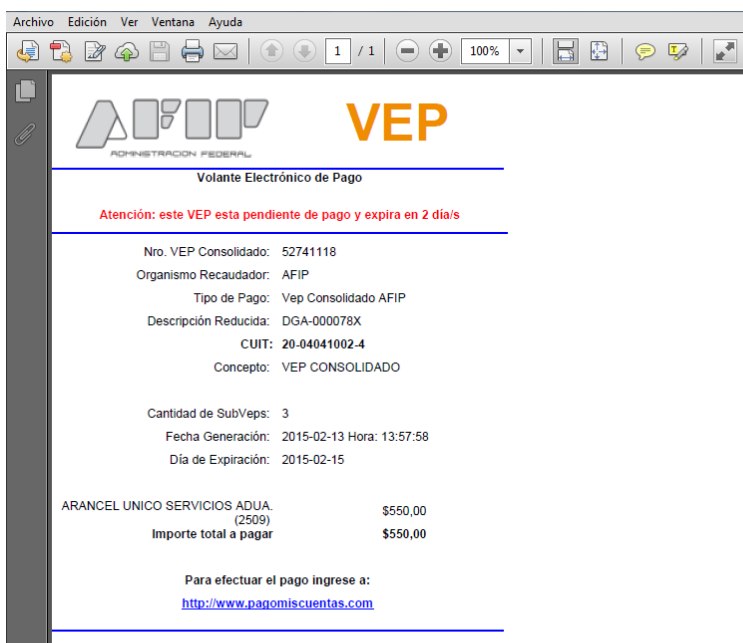 Archivo Edición Ver Ventana Ayuda
1 / 1 100%
AFIP VEP
ADMINISTRACION FEDERAL
Volante Electrónico de Pago
Atención: este VEP esta pendiente de pago y expira en 2 día/s
Nro. VEP Consolidado: 52741118
Organismo Recaudador: AFIP
Tipo de Pago: Vep Consolidado AFIP
Descripción Reducida: DGA-000078X
CUIT: 20-04041002-4
Concepto: VEP CONSOLIDADO
Cantidad de SubVeps: 3
Fecha Generación: 2015-02-13 Hora: 13:57:58
Día de Expiración: 2015-02-15
ARANCEL UNICO SERVICIOS ADUA. $550,00
(2509)
Importe total a pagar $550,00
Para efectuar el pago ingrese a:
http://www.pagomiscuentas.com